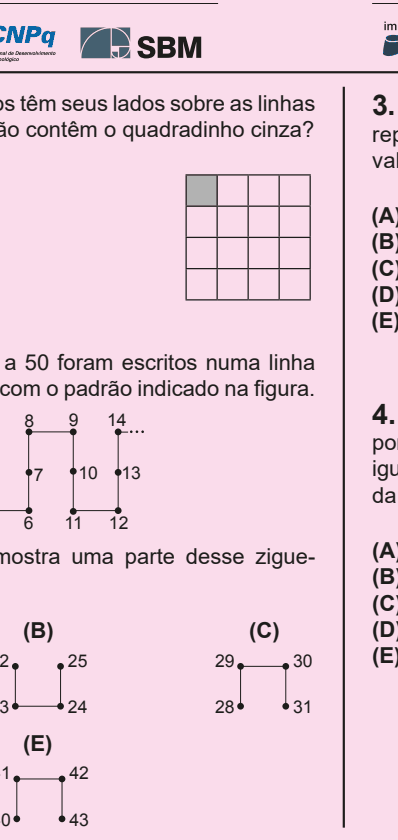 CNPq
SBM
os têm seus lados sobre as linhas
ão contêm o quadradinho cinza?
a 50 foram escritos numa linha
com o padrão indicado na figura.
8 9 14 ...
7 10 13
6 11 12
mostra uma parte desse zigue-
(B) (C)
2 25 29 30
3 24 28 31
(E)
1 42
0 43
im
3.
rep
val
(A)
(B)
(C)
(D)
(E)
4.
por
igu
da
(A)
(B)
(C)
(D)
(E)